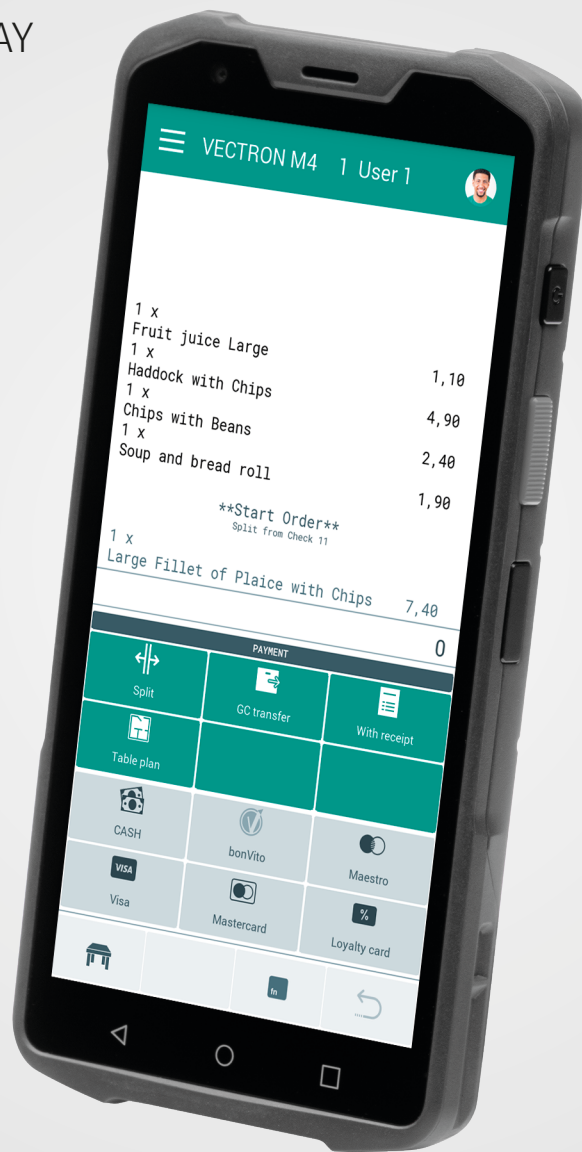 AY
VECTRON M4 1 User 1
1 x
Fruit juice Large 1,10
1 x
Haddock with Chips 4,90
1 x
Chips with Beans 2,40
1 x
Soup and bread roll 1,90
**Start Order**
Split from Check 11
1 x
Large Fillet of Plaice with Chips 7,40
0
PAYMENT
Split
GC transfer
With receipt
Table plan
CASH
bonVito
Maestro
VISA
Visa
Mastercard
%
Loyalty card
fn